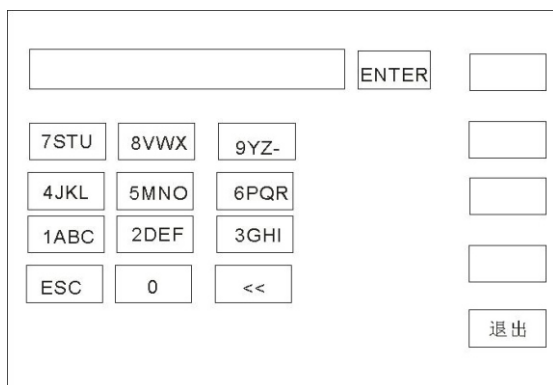 ENTER
7STU 8VWX 9YZ-
4JKL 5MNO 6PQR
1ABC 2DEF 3GHI
ESC 0 <<
退出